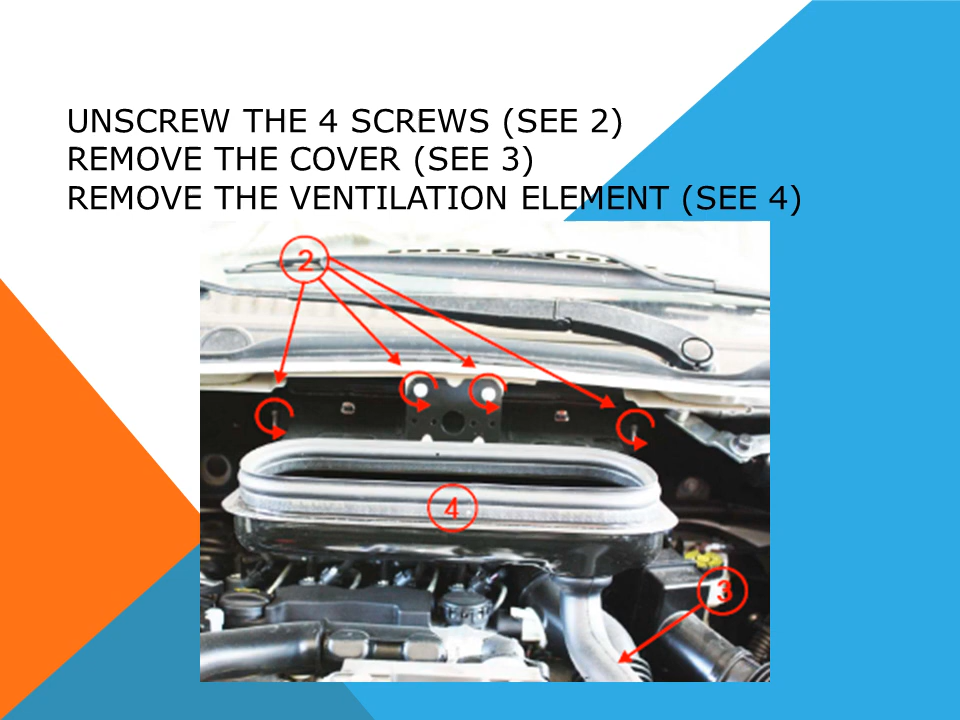 UNSCREW THE 4 SCREWS (SEE 2)
REMOVE THE COVER (SEE 3)
REMOVE THE VENTILATION ELEMENT (SEE 4)
2
4
3